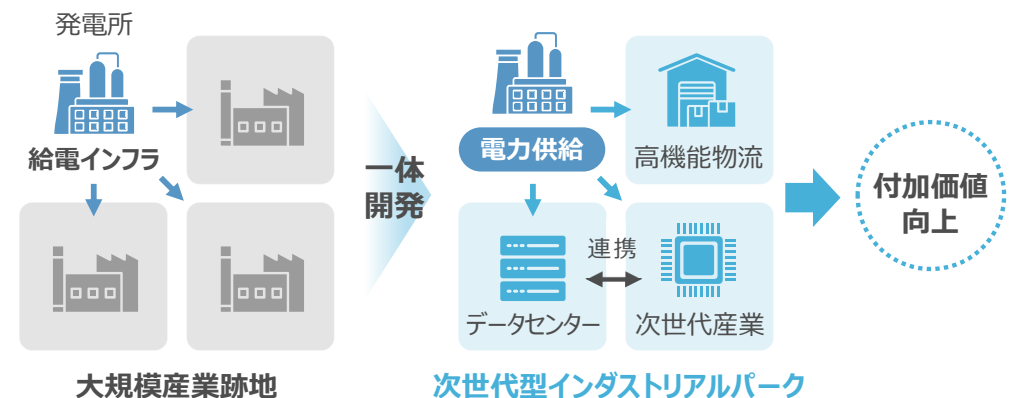 発電所
給電インフラ
大規模産業跡地
一体
開発
電力供給
高機能物流
データセンター
連携
次世代産業
次世代型インダストリアルパーク
付加価値
向上